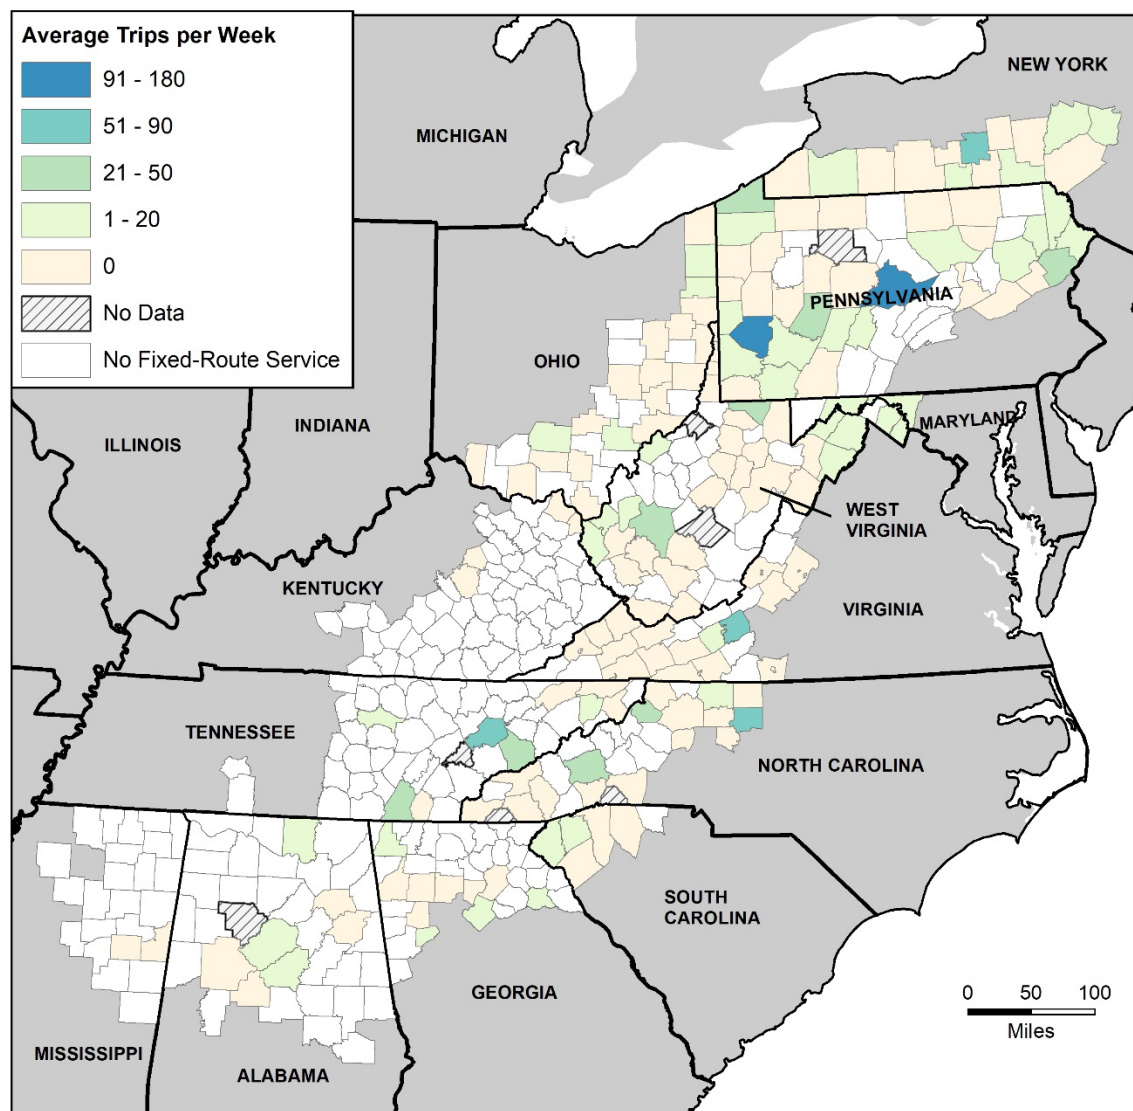 Average Trips per Week
91 - 180
51 - 90
21 - 50
1 - 20
0
No Data
No Fixed-Route Service
NEW YORK
MICHIGAN
PENNSYLVANIA
OHIO
INDIANA
ILLINOIS
MARYLAND
WEST
VIRGINIA
KENTUCKY
VIRGINIA
TENNESSEE
NORTH CAROLINA
SOUTH
CAROLINA
GEORGIA
MISSISSIPPI
ALABAMA
0 50 100
Miles